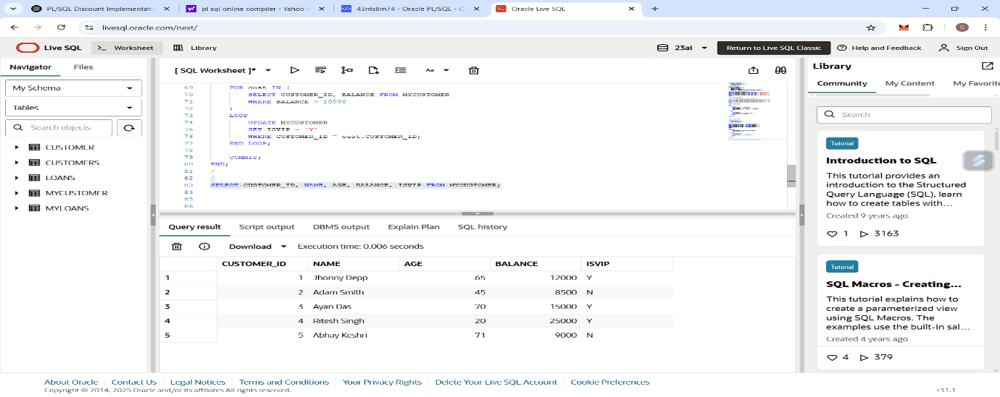 PL/SQL Discount Implementatic
pl sql online compiler - Yahoo I
43nts8m74 - Oracle PL/SQL - O
Oracle Live SQL
livesql.oracle.com/next/
S
Live SQL
Worksheet
Library
23ai
Return to Live SQL Classic
Help and Feedback
Sign Out
Navigator
Files
My Schema
Tables
Search objects
CUSTOMER
CUSTOMERS
LOANS
MYCUSTOMER
MYLOANS
[ SQL Worksheet ]*
Aa
69 FOR cust IN (
70 SELECT CUSTOMER_ID, BALANCE FROM MYCUSTOMER
71 WHERE BALANCE > 10000
72 )
73 LOOP
74 UPDATE MYCUSTOMER
75 SET ISVIP = 'Y'
76 WHERE CUSTOMER_ID = cust.CUSTOMER_ID;
77 END LOOP;
78
79 COMMIT;
80 END;
81 /
82
83 SELECT CUSTOMER_ID, NAME, AGE, BALANCE, ISVIP FROM MYCUSTOMER;
84
85
86
Query result
Script output
DBMS output
Explain Plan
SQL history
Download
Execution time: 0.006 seconds
CUSTOMER_ID NAME AGE BALANCE ISVIP
1 1 Jhonny Depp 65 12000 Y
2 2 Adam Smith 45 8500 N
3 3 Ayan Das 70 15000 Y
4 4 Ritesh Singh 20 25000 Y
5 5 Abhay Keshri 71 9000 N
Library
Community
My Content
My Favorite
Search
Tutorial
Introduction to SQL
This tutorial provides an
introduction to the Structured
Query Language (SQL), learn
how to create tables with...
Created 9 years ago
1 3163
Tutorial
SQL Macros - Creating...
This tutorial explains how to
create a parameterized view
using SQL Macros. The
examples use the built-in sal...
Created 4 years ago
4 379
About Oracle
Contact Us
Legal Notices
Terms and Conditions
Your Privacy Rights
Delete Your Live SQL Account
Cookie Preferences
Copyright © 2014, 2025 Oracle and/or its affiliates All rights reserved.
r31.1